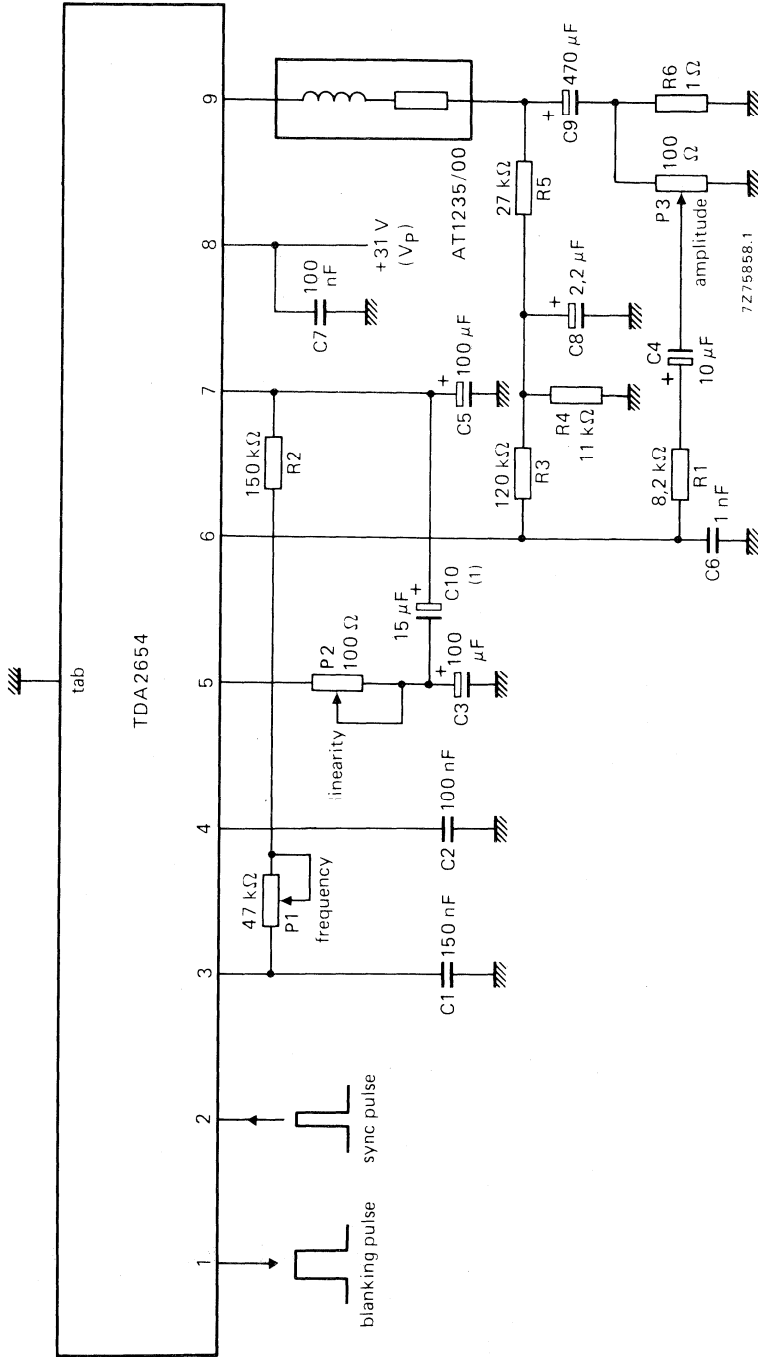 tab
TDA2654
1
2
3
4
5
6
7
8
9
blanking pulse
sync pulse
47 kΩ
P1
frequency
C1
150 nF
C2
100 nF
P2
100 Ω
linearity
C3
100
μF
15 μF
C10
(1)
150 kΩ
R2
C5
100 μF
C7
100
nF
+31 V
(VP)
AT1235/00
27 kΩ
R5
120 kΩ
R3
R4
11 kΩ
C8
2,2 μF
C9
470 μF
R6
1 Ω
P3
100
Ω
amplitude
C4
10 μF
8,2 kΩ
R1
C6
1 nF
7Z75858.1